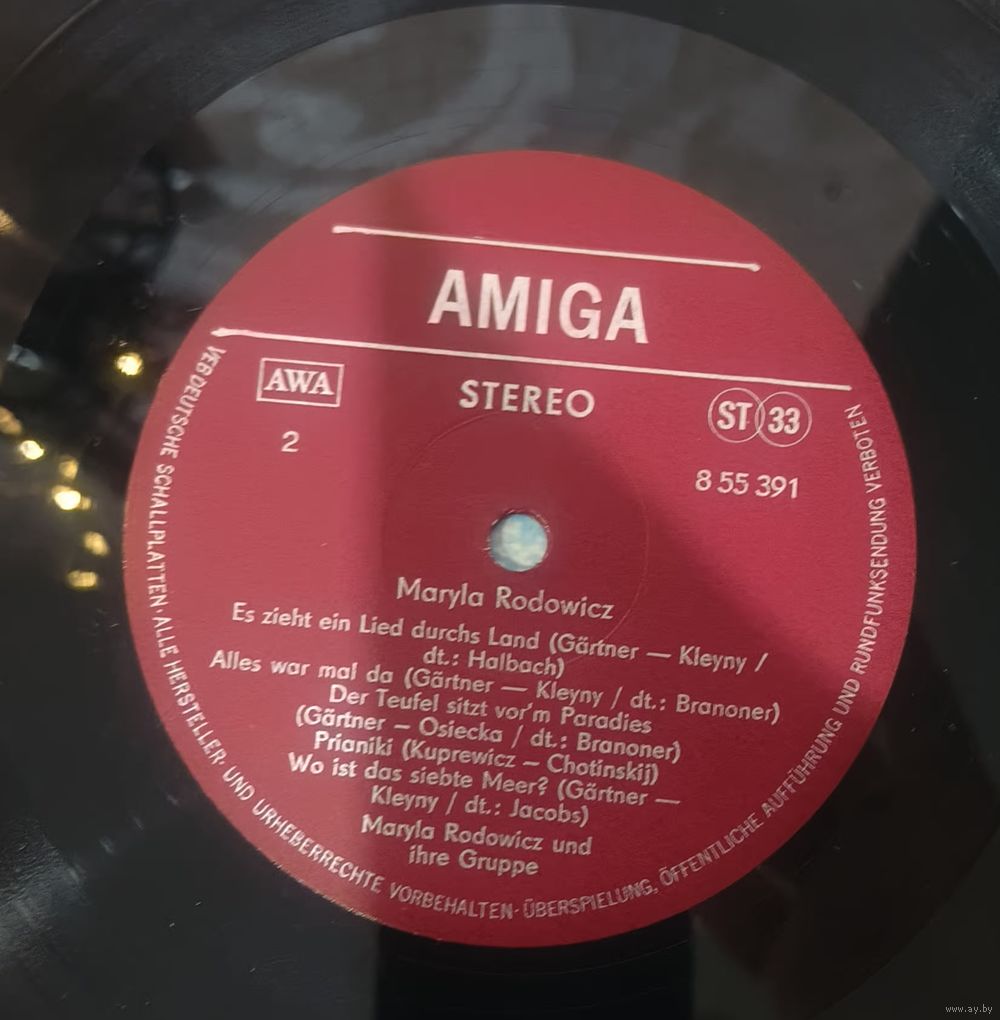 AMIGA
AWA
STEREO
ST 33
2
8 55 391
Maryla Rodowicz
Es zieht ein Lied durchs Land (Gärtner — Kleyny /
dt.: Halbach)
Alles war mal da (Gärtner — Kleyny / dt.: Branoner)
Der Teufel sitzt vor'm Paradies
(Gärtner — Osiecka / dt.: Branoner)
Prianiki (Kuprewicz — Chotinskij)
Wo ist das siebte Meer? (Gärtner —
Kleyny / dt.: Jacobs)
Maryla Rodowicz und
ihre Gruppe
VEB DEUTSCHE SCHALLPLATTEN · ALLE HERSTELLER- UND URHEBERRECHTE VORBEHALTEN · ÜBERSPIELUNG, ÖFFENTLICHE AUFFÜHRUNG UND RUNDFUNKSENDUNG VERBOTEN
www.ay.by